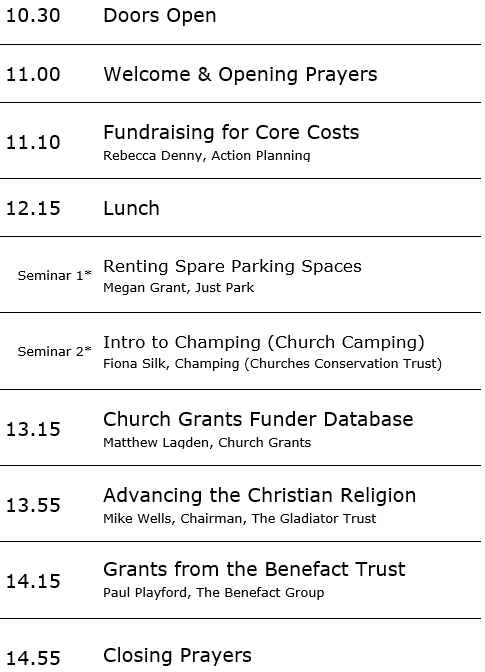 10.30 Doors Open
11.00 Welcome & Opening Prayers
11.10 Fundraising for Core Costs
Rebecca Denny, Action Planning
12.15 Lunch
Seminar 1* Renting Spare Parking Spaces
Megan Grant, Just Park
Seminar 2* Intro to Champing (Church Camping)
Fiona Silk, Champing (Churches Conservation Trust)
13.15 Church Grants Funder Database
Matthew Lagden, Church Grants
13.55 Advancing the Christian Religion
Mike Wells, Chairman, The Gladiator Trust
14.15 Grants from the Benefact Trust
Paul Playford, The Benefact Group
14.55 Closing Prayers